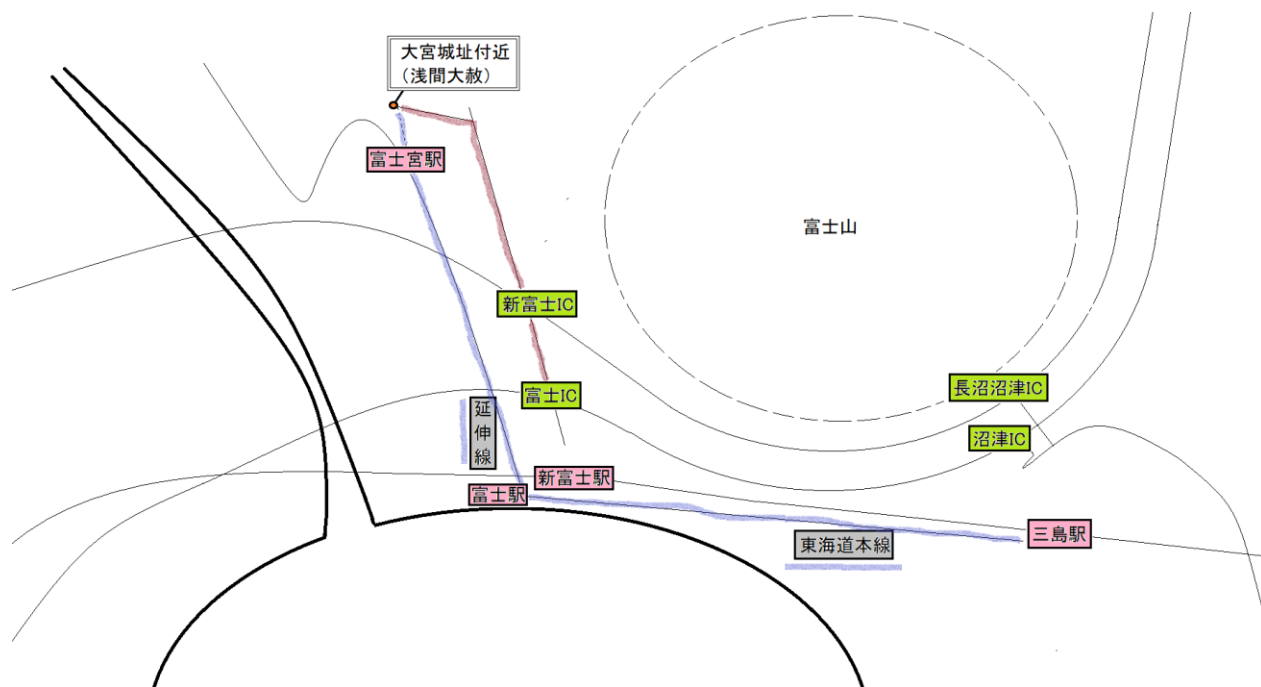 大宮城址付近
（浅間大赦）
富士宮駅
富士山
新富士IC
富士IC
長沼沼津IC
沼津IC
延伸線
新富士駅
富士駅
東海道本線
三島駅